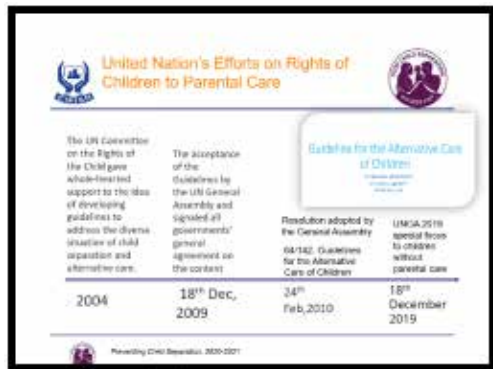 United Nation's Efforts on Rights of
Children to Parental Care
The UN Committee
on the Rights of
the Child gave
whole-hearted
support to the idea
of developing
guidelines to
address the diverse
situation of child
separation and
alternative care.
2004
The acceptance
of the
Guidelines by
the UN General
Assembly and
signaled all
governments'
general
agreement on
the content
18th Dec,
2009
Guideline for the Alternative Care
of Children
Resolution adopted by
the General Assembly
64/142. Guidelines
for the Alternative
Care of Children
24th
Feb,2010
UNGA 2019
special focus
to children
without
parental care
18th
December
2019
Preventing Child Separation, 2020-2021